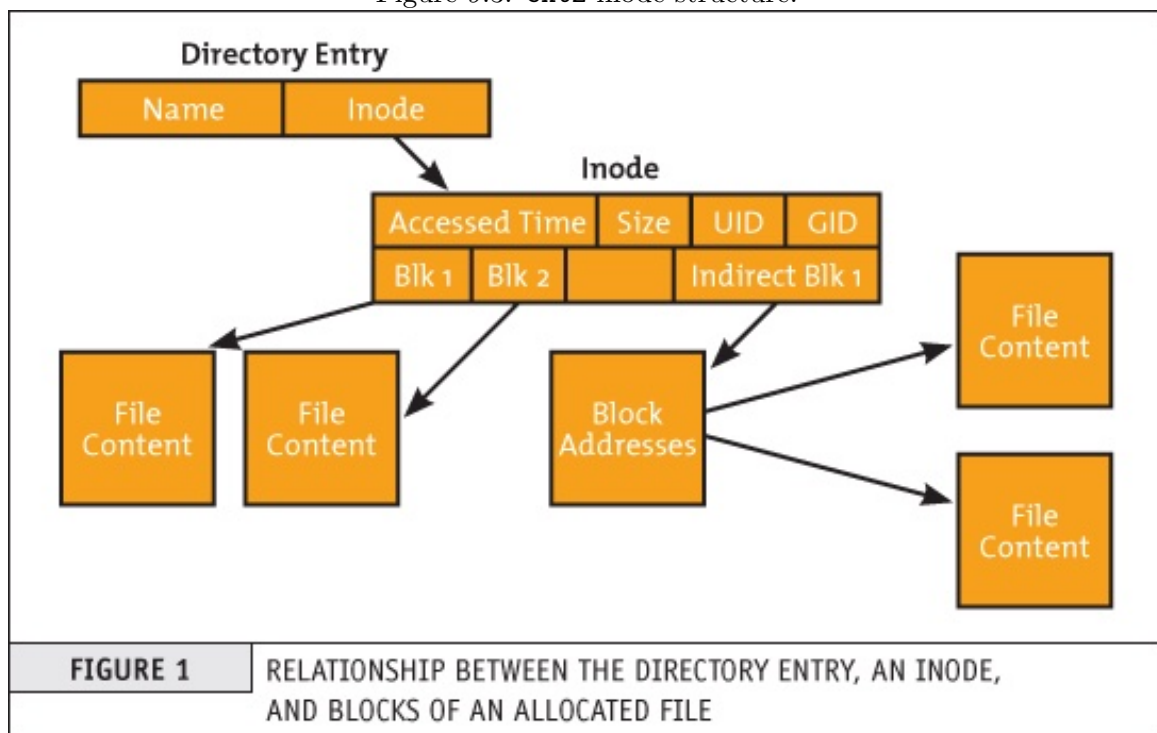 Directory Entry
Name Inode
Inode
Accessed Time Size UID GID
Blk 1 Blk 2 Indirect Blk 1
File
Content
File
Content
Block
Addresses
File
Content
File
Content
FIGURE 1
RELATIONSHIP BETWEEN THE DIRECTORY ENTRY, AN INODE,
AND BLOCKS OF AN ALLOCATED FILE